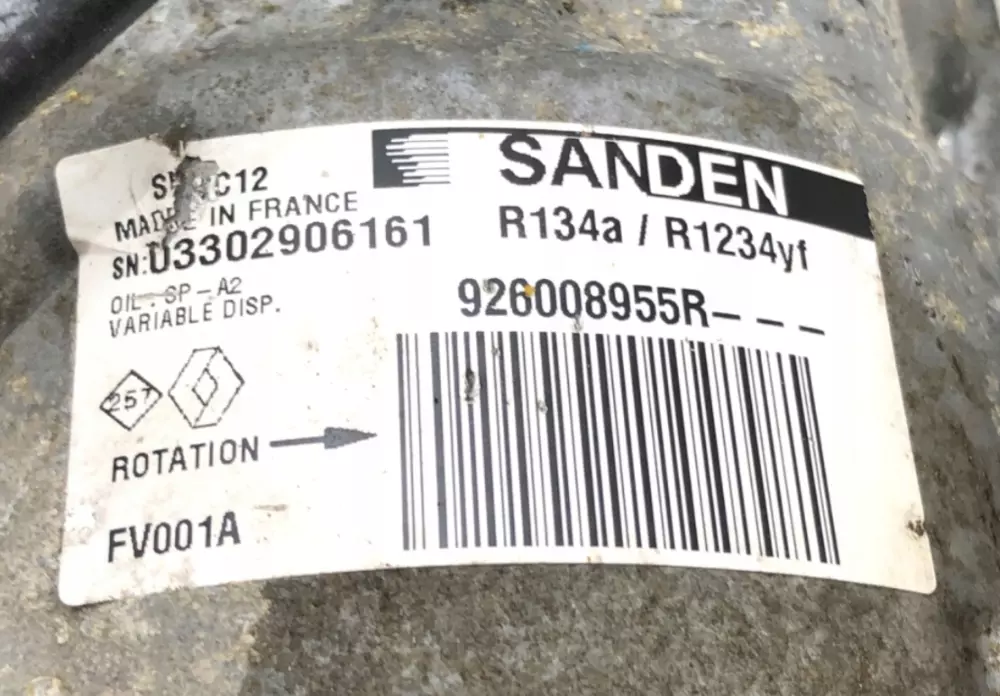 SANDEN
MADE IN FRANCE
SN:U3302906161
R134a / R1234yf
OIL : SP-A2
VARIABLE DISP.
926008955R---
257
ROTATION
FV001A